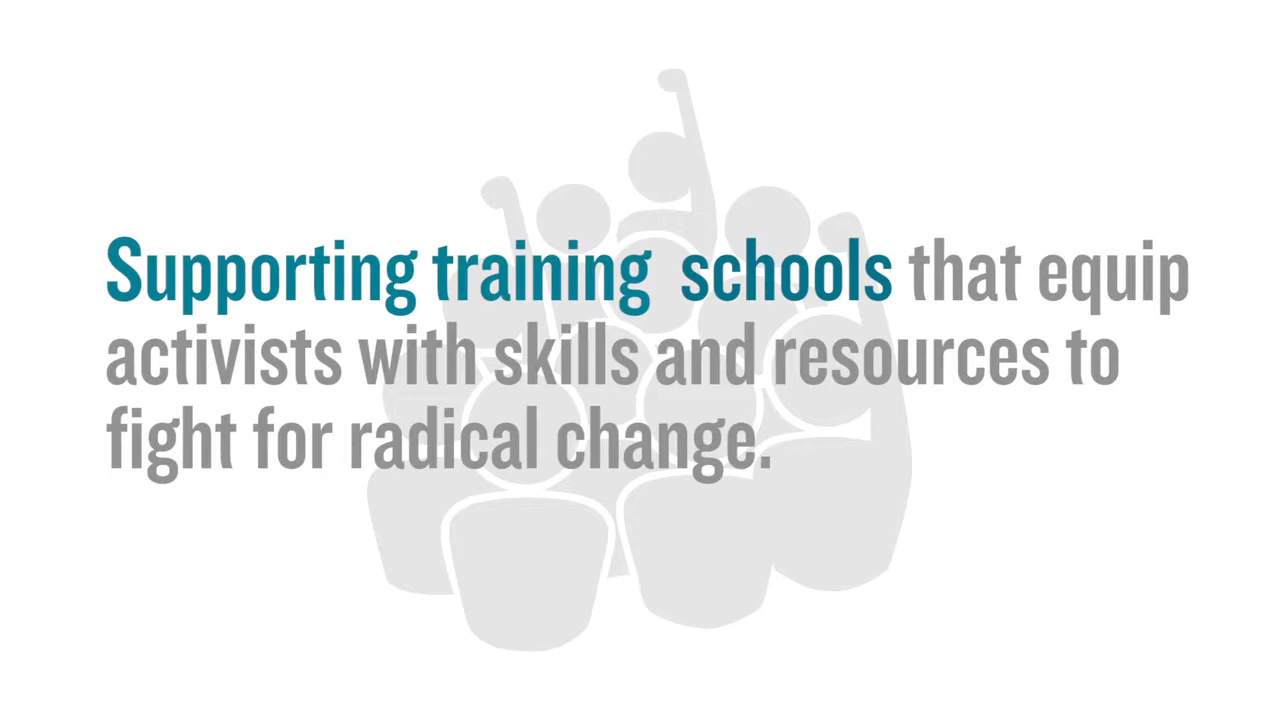 Supporting training  schools that equip
activists with skills and resources to
fight for radical change.